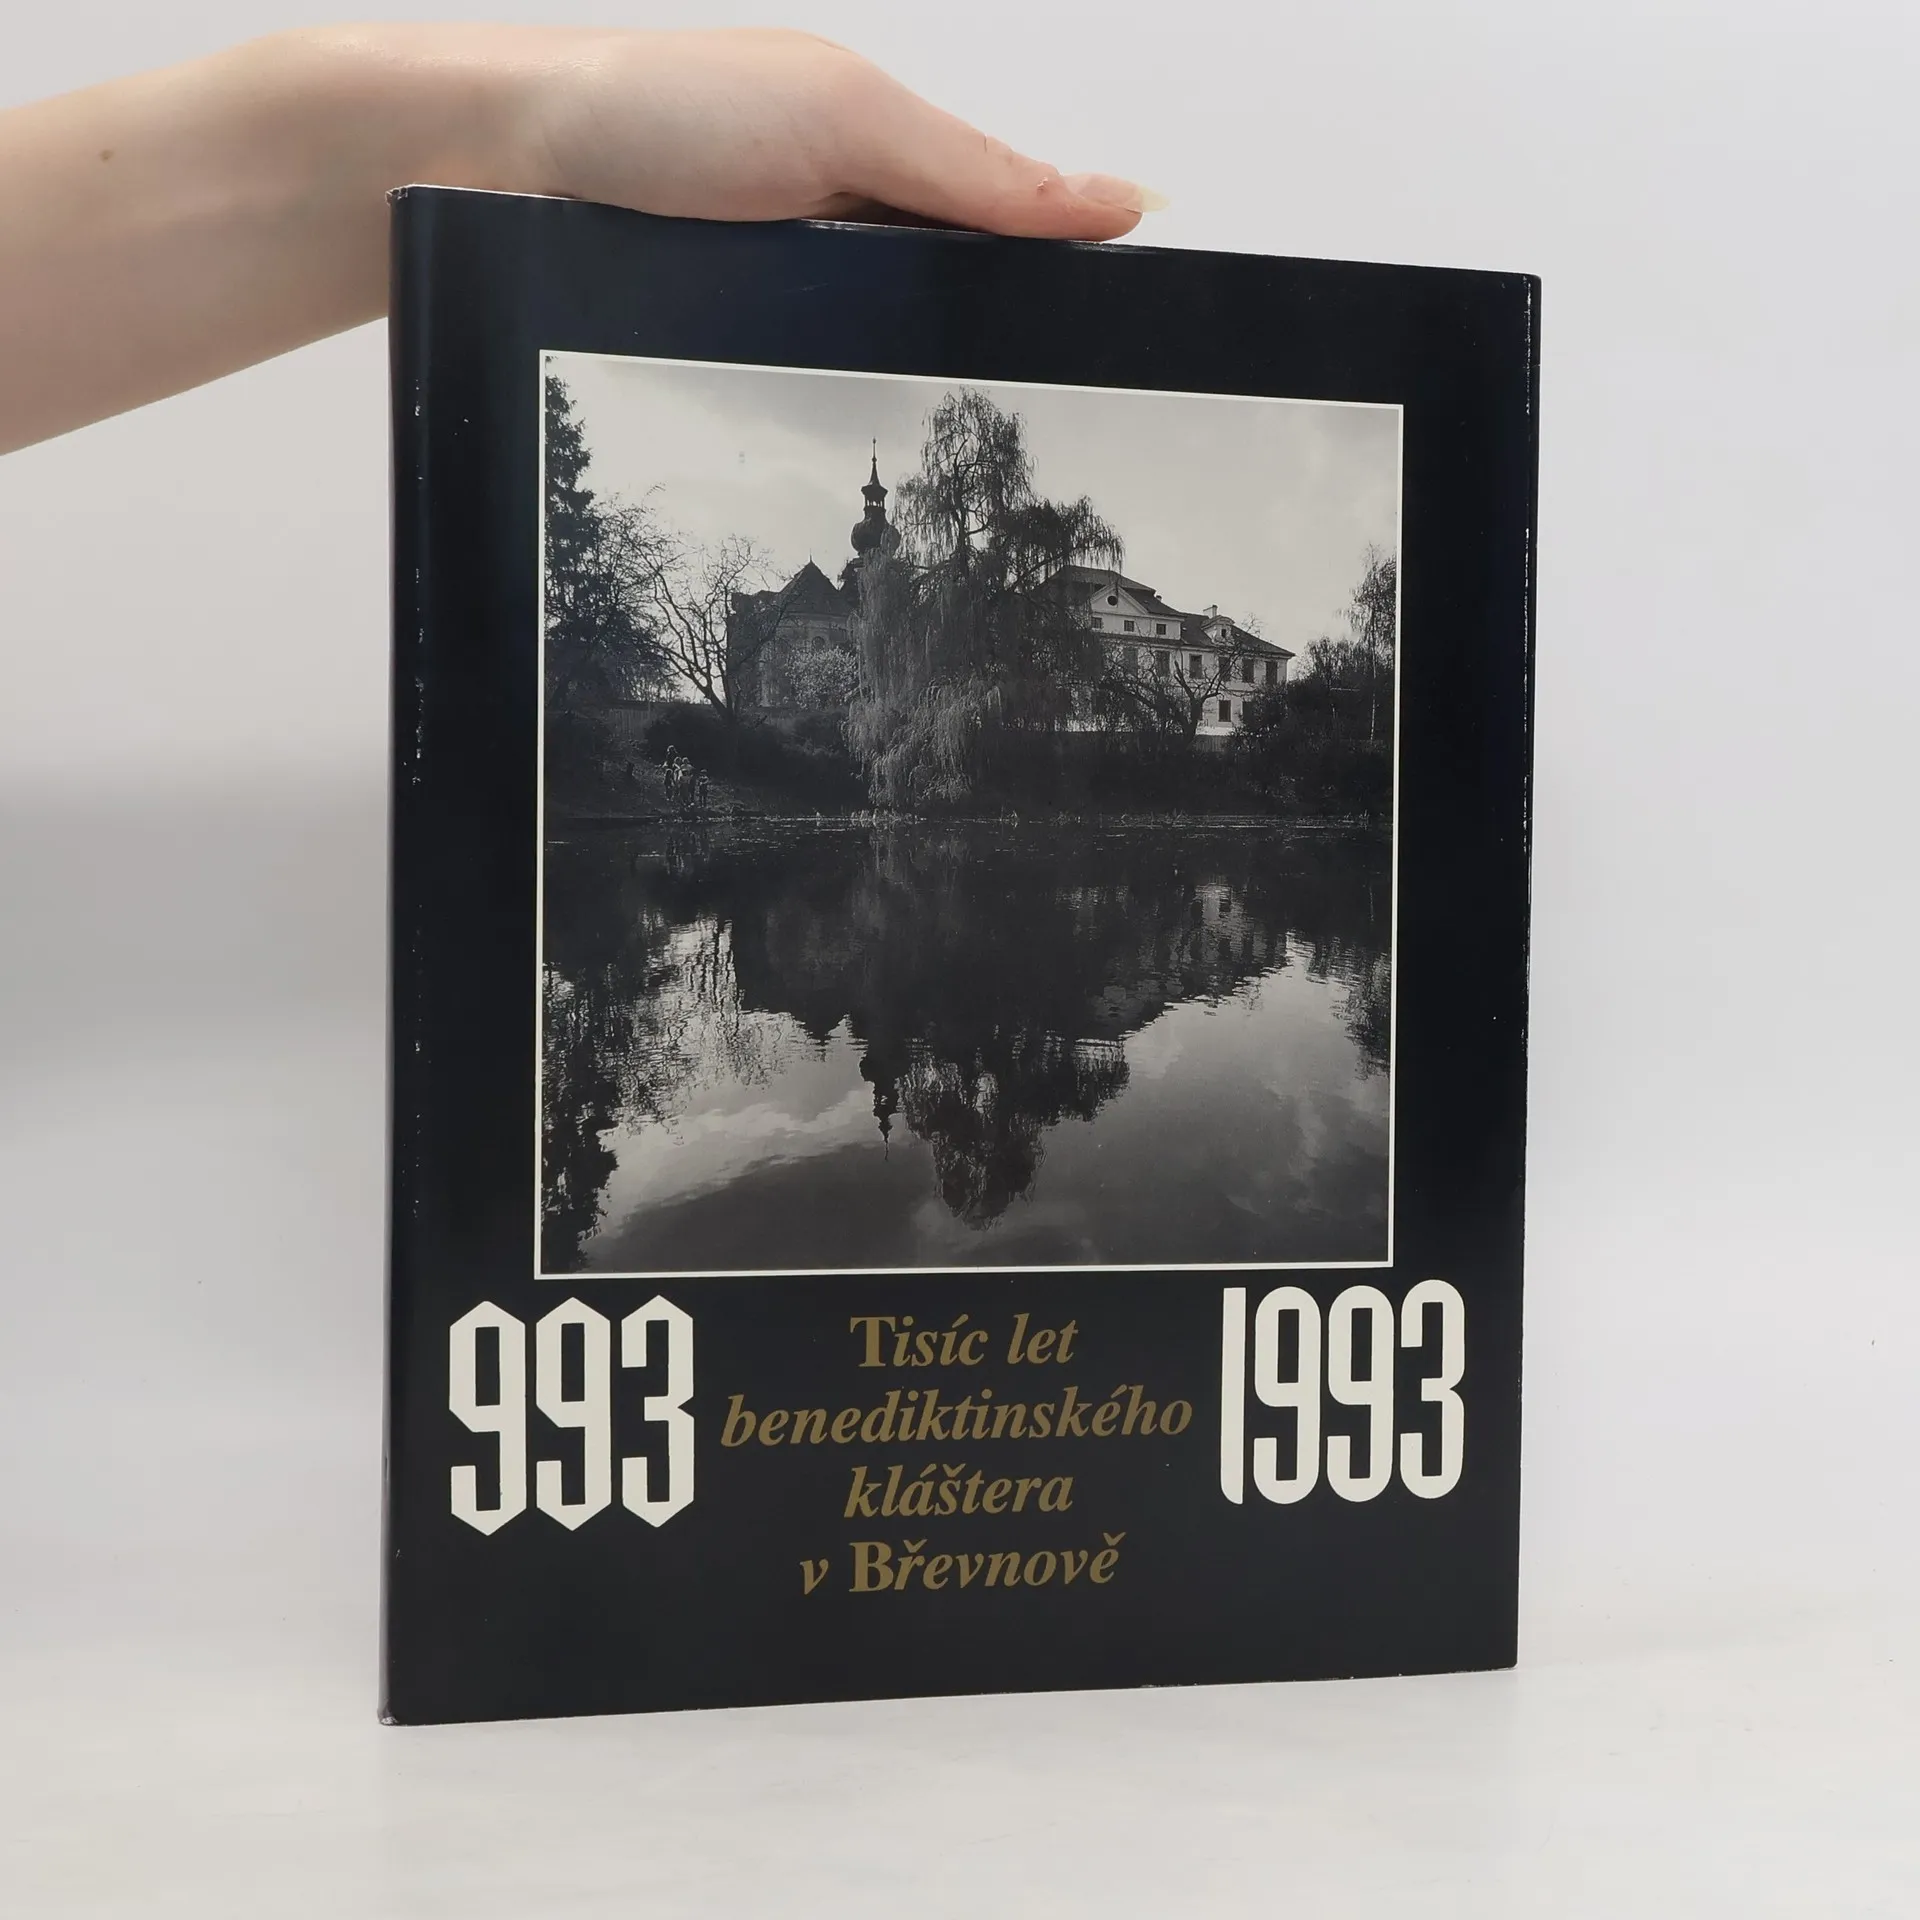 993
Tisíc let
benediktinského
kláštera
v Břevnově
1993